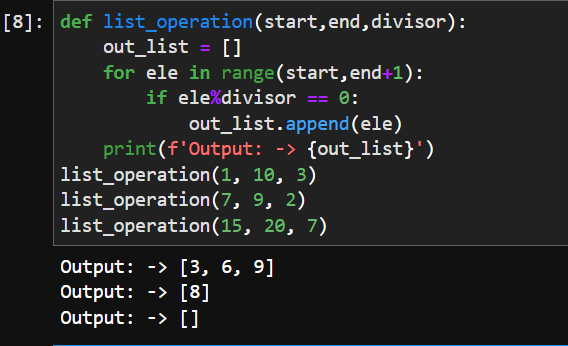 [8]: def list_operation(start,end,divisor):
    out_list = []
    for ele in range(start,end+1):
        if ele%divisor == 0:
            out_list.append(ele)
    print(f'Output: -> {out_list}')
list_operation(1, 10, 3)
list_operation(7, 9, 2)
list_operation(15, 20, 7)
Output: -> [3, 6, 9]
Output: -> [8]
Output: -> []